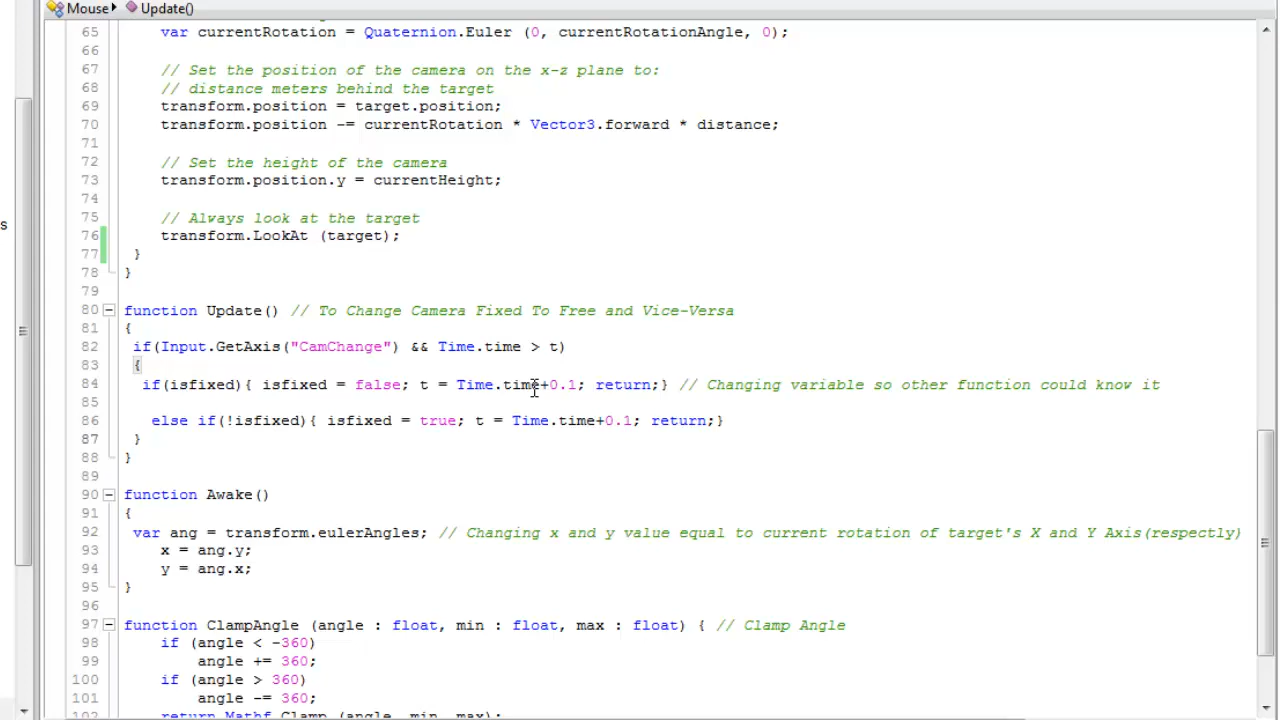 Mouse Update()
65 var currentRotation = Quaternion.Euler (0, currentRotationAngle, 0);
66
67 // Set the position of the camera on the x-z plane to:
68 // distance meters behind the target
69 transform.position = target.position;
70 transform.position -= currentRotation * Vector3.forward * distance;
71
72 // Set the height of the camera
73 transform.position.y = currentHeight;
74
75 // Always look at the target
s
76 transform.LookAt (target);
77 }
78 }
79
80 function Update() // To Change Camera Fixed To Free and Vice-Versa
81 {
82 if(Input.GetAxis("CamChange") && Time.time > t)
83 {
84 if(isfixed){ isfixed = false; t = Time.time+0.1; return;} // Changing variable so other function could know it
85
86 else if(!isfixed){ isfixed = true; t = Time.time+0.1; return;}
87 }
88 }
89
90 function Awake()
91 {
92 var ang = transform.eulerAngles; // Changing x and y value equal to current rotation of target's X and Y Axis(respectly)
93 x = ang.y;
94 y = ang.x;
95 }
96
97 function ClampAngle (angle : float, min : float, max : float) { // Clamp Angle
98 if (angle < -360)
99 angle += 360;
100 if (angle > 360)
101 angle -= 360;
102 return Mathf.Clamp (angle, min, max);